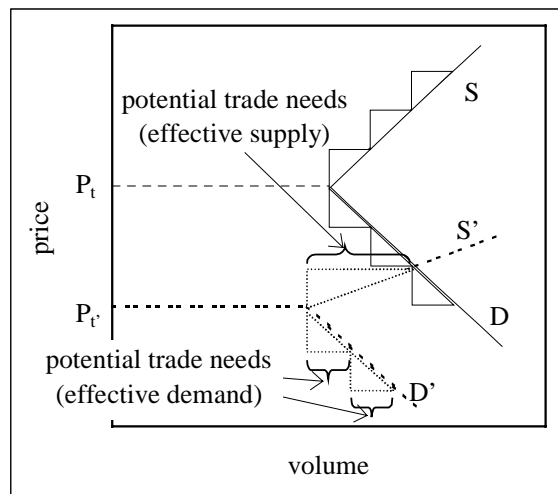 potential trade needs
(effective supply)
S
Pt
S’
price
Pt’
D
potential trade needs
(effective demand)
D’
volume